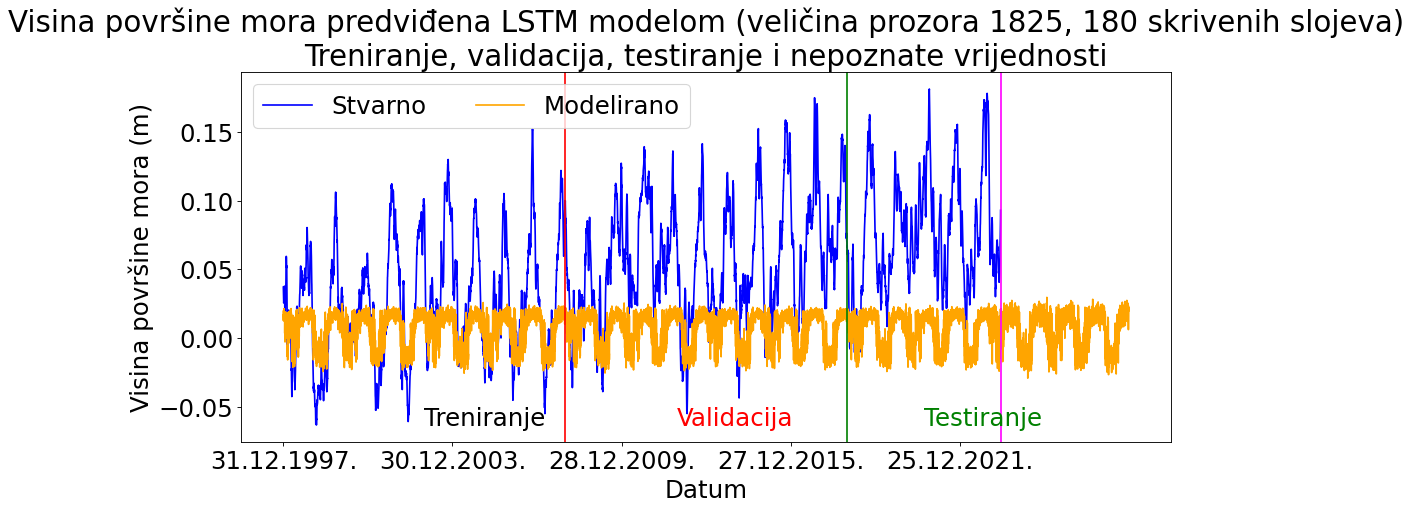 Visina površine mora predviđena LSTM modelom (veličina prozora 1825, 180 skrivenih slojeva)
Treniranje, validacija, testiranje i nepoznate vrijednosti
Stvarno
Modelirano
Visina površine mora (m)
0.15
0.10
0.05
0.00
−0.05
Treniranje
Validacija
Testiranje
31.12.1997.
30.12.2003.
28.12.2009.
27.12.2015.
25.12.2021.
Datum